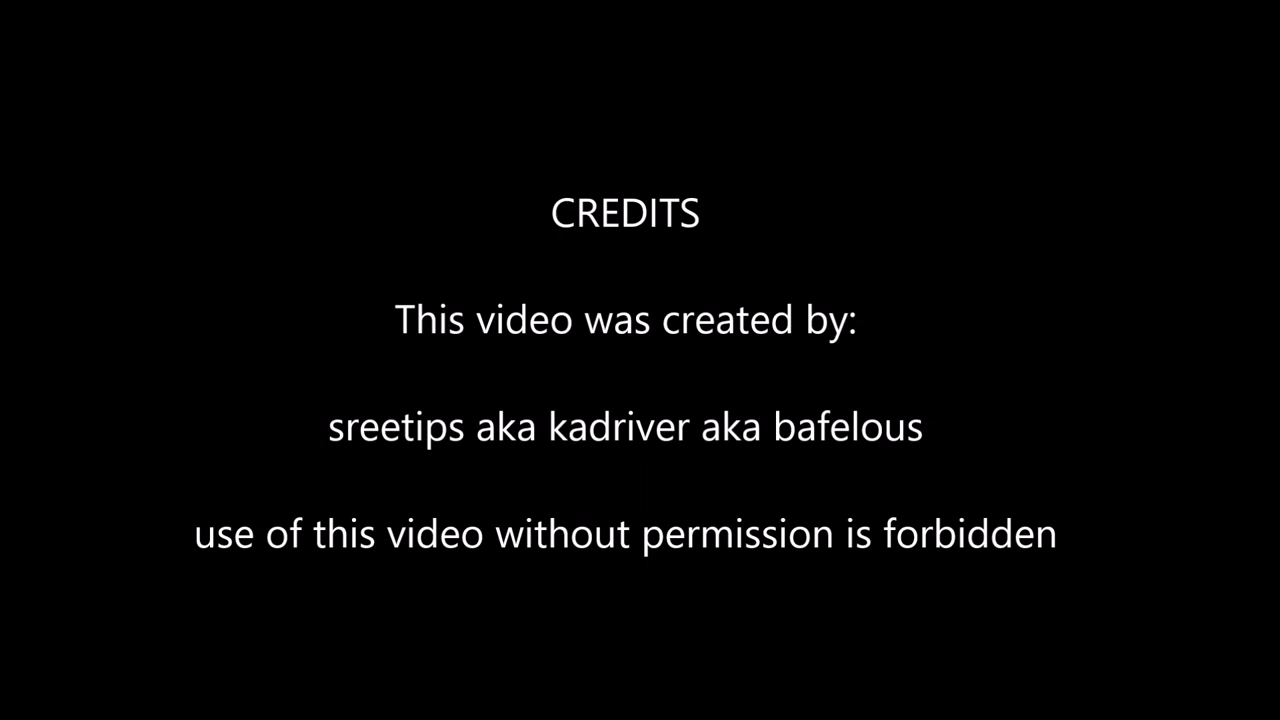 CREDITS
This video was created by:
sreetips aka kadriver aka bafelous
use of this video without permission is forbidden